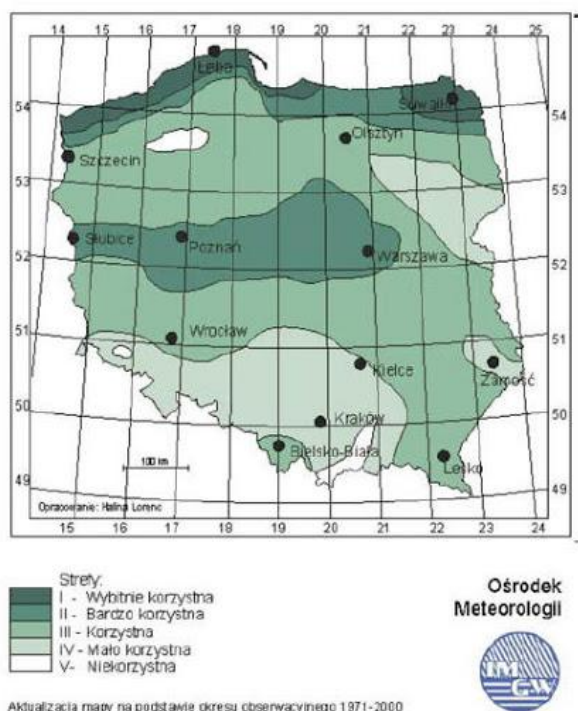 14 15 16 17 18 19 20 21 22 23 24 25
Łeba
54
Suwałki
54
Olsztyn
Szczecin
53
53
Słubice
Poznań
52
Warszawa
52
51
Wrocław
51
Kielce
Zamość
50
Kraków
50
Bielsko-Biała
Lesko
100 km
49
49
Opracowanie: Halina Lorenc
15 16 17 18 19 20 21 22 23 24
Strefy:
I - Wybitnie korzystna
II - Bardzo korzystna
III - Korzystna
IV - Mało korzystna
V- Niekorzystna
Ośrodek
Meteorologii
IM
GW
Aktualizacja mapy na podstawie okresu obserwacyjnego 1971-2000